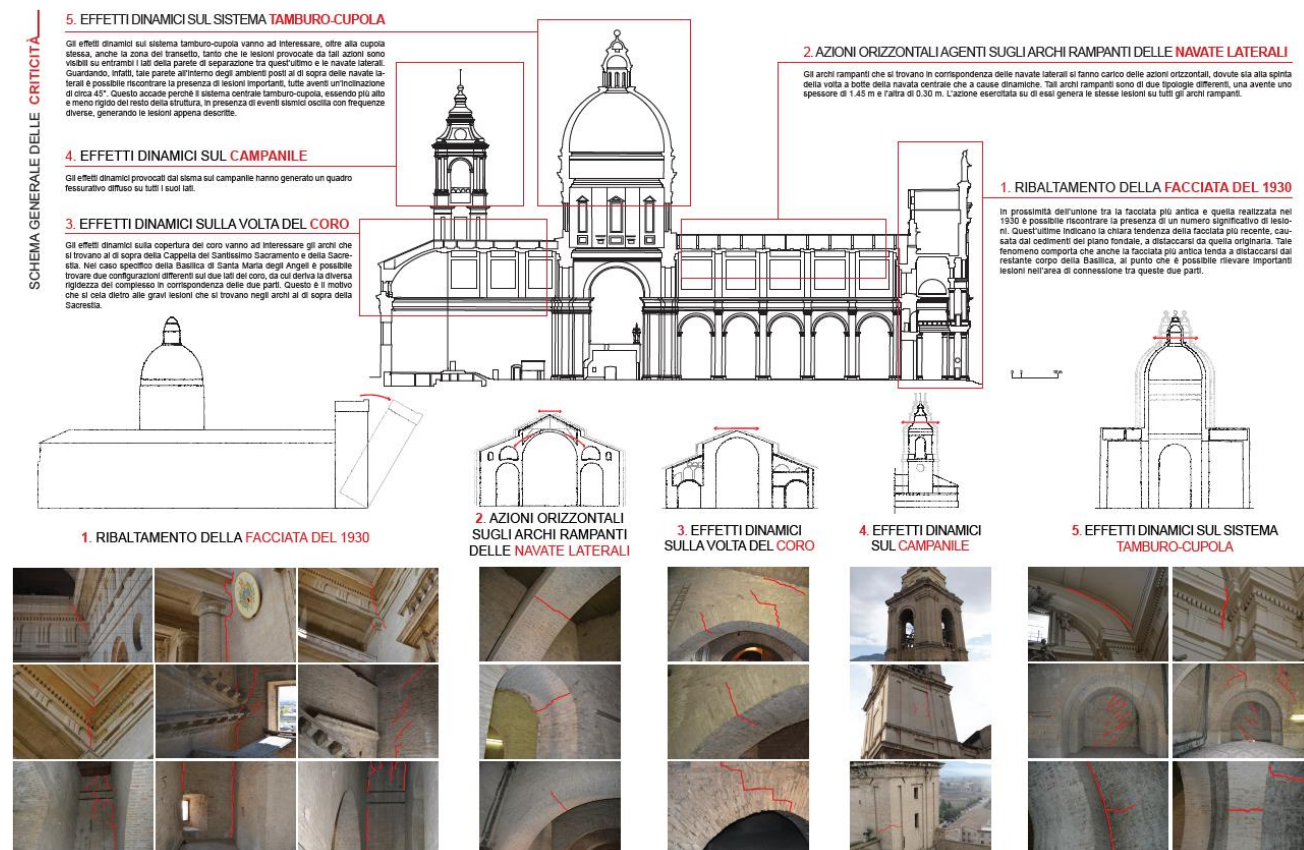 SCHEMA GENERALE DELLE CRITICITÀ
5. EFFETTI DINAMICI SUL SISTEMA TAMBURO-CUPOLA
Gli effetti dinamici sul sistema tamburo-cupola vanno ad interessare, oltre alla cupola
stessa, anche la zona del transetto, tanto che le lesioni provocate da tali azioni sono
visibili su entrambi i lati della parete di separazione tra quest'ultimo e le navate laterali.
Guardando, infatti, tale parete all'interno degli ambienti posti al di sopra delle navate la-
terali è possibile riscontrare la presenza di lesioni importanti, tutte aventi un'inclinazione
di circa 45°. Questo accade perché il sistema centrale tamburo-cupola, essendo più alto
e meno rigido del resto della struttura, in presenza di eventi sismici oscilla con frequenze
diverse, generando le lesioni appena descritte.
4. EFFETTI DINAMICI SUL CAMPANILE
Gli effetti dinamici provocati dal sisma sul campanile hanno generato un quadro
fessurativo diffuso su tutti i suoi lati.
3. EFFETTI DINAMICI SULLA VOLTA DEL CORO
Gli effetti dinamici sulla copertura del coro vanno ad interessare gli archi che
si trovano al di sopra della Cappella del Santissimo Sacramento e della Sacre-
stia. Nel caso specifico della Basilica di Santa Maria degli Angeli è possibile
trovare due configurazioni differenti sui due lati del coro, da cui deriva la diversa
rigidezza del complesso in corrispondenza delle due parti. Questo è il motivo
che si cela dietro alle gravi lesioni che si trovano negli archi al di sopra della
Sacrestia.
2. AZIONI ORIZZONTALI AGENTI SUGLI ARCHI RAMPANTI DELLE NAVATE LATERALI
Gli archi rampanti che si trovano in corrispondenza delle navate laterali si fanno carico delle azioni orizzontali, dovute sia alla spinta
della volta a botte della navata centrale che a cause dinamiche. Tali archi rampanti sono di due tipologie differenti, una avente uno
spessore di 1.45 m e l'altra di 0.30 m. L'azione esercitata su di essi genera le stesse lesioni su tutti gli archi rampanti.
1. RIBALTAMENTO DELLA FACCIATA DEL 1930
In prossimità dell'unione tra la facciata più antica e quella realizzata nel
1930 è possibile riscontrare la presenza di un numero significativo di lesio-
ni. Quest'ultime indicano la chiara tendenza della facciata più recente, cau-
sata dai cedimenti del piano fondale, a distaccarsi da quella originaria. Tale
fenomeno comporta che anche la facciata più antica tenda a distaccarsi dal
restante corpo della Basilica, al punto che è possibile rilevare importanti
lesioni nell'area di connessione tra queste due parti.
1. RIBALTAMENTO DELLA FACCIATA DEL 1930
2. AZIONI ORIZZONTALI
SUGLI ARCHI RAMPANTI
DELLE NAVATE LATERALI
3. EFFETTI DINAMICI
SULLA VOLTA DEL CORO
4. EFFETTI DINAMICI
SUL CAMPANILE
5. EFFETTI DINAMICI SUL SISTEMA
TAMBURO-CUPOLA